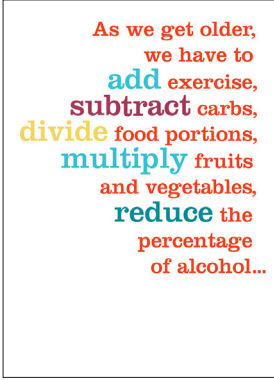 As we get older,
we have to
add exercise,
subtract carbs,
divide food portions,
multiply fruits
and vegetables,
reduce the
percentage
of alcohol...